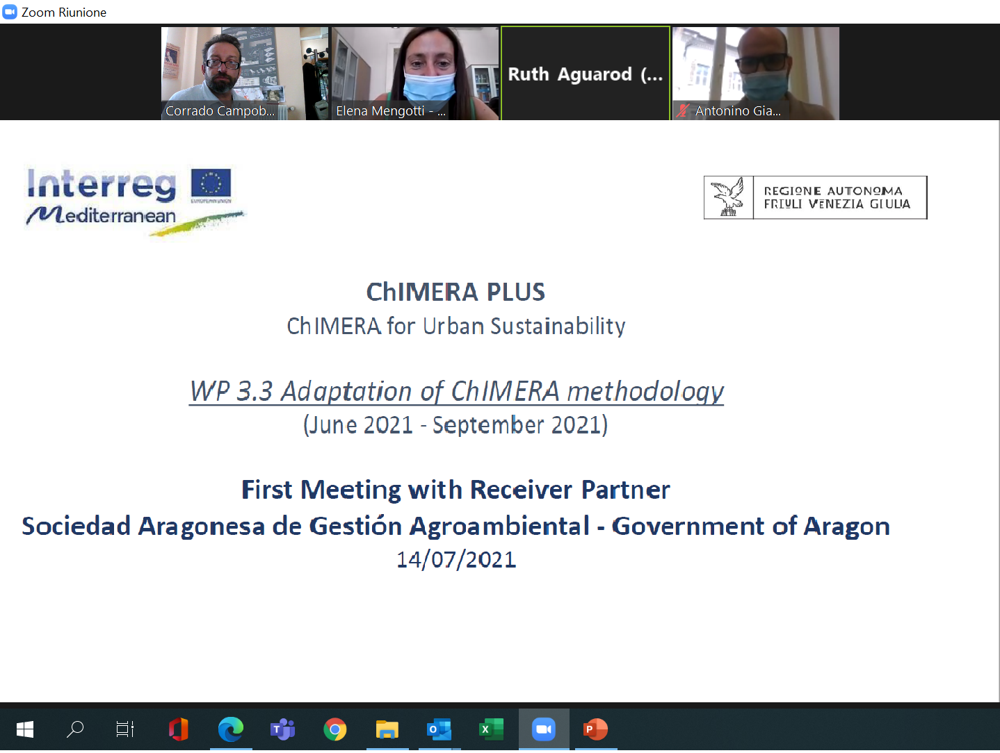 Zoom Riunione
Corrado Campob...
Elena Mengotti - ...
Ruth Aguarod (...
Antonino Gia...
Interreg
EUROPEAN UNION
Mediterranean
REGIONE AUTONOMA
FRIULI VENEZIA GIULIA
ChIMERA PLUS
ChIMERA for Urban Sustainability
WP 3.3 Adaptation of ChIMERA methodology
(June 2021 - September 2021)
First Meeting with Receiver Partner
Sociedad Aragonesa de Gestión Agroambiental - Government of Aragon
14/07/2021